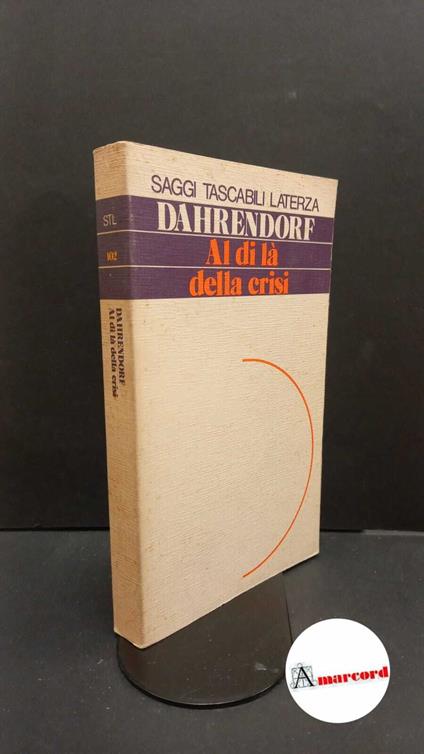 SAGGI TASCABILI LATERZA
DAHRENDORF
Al di là
della crisi
STL
102
DAHRENDORF
Al di là della crisi
Amarcord